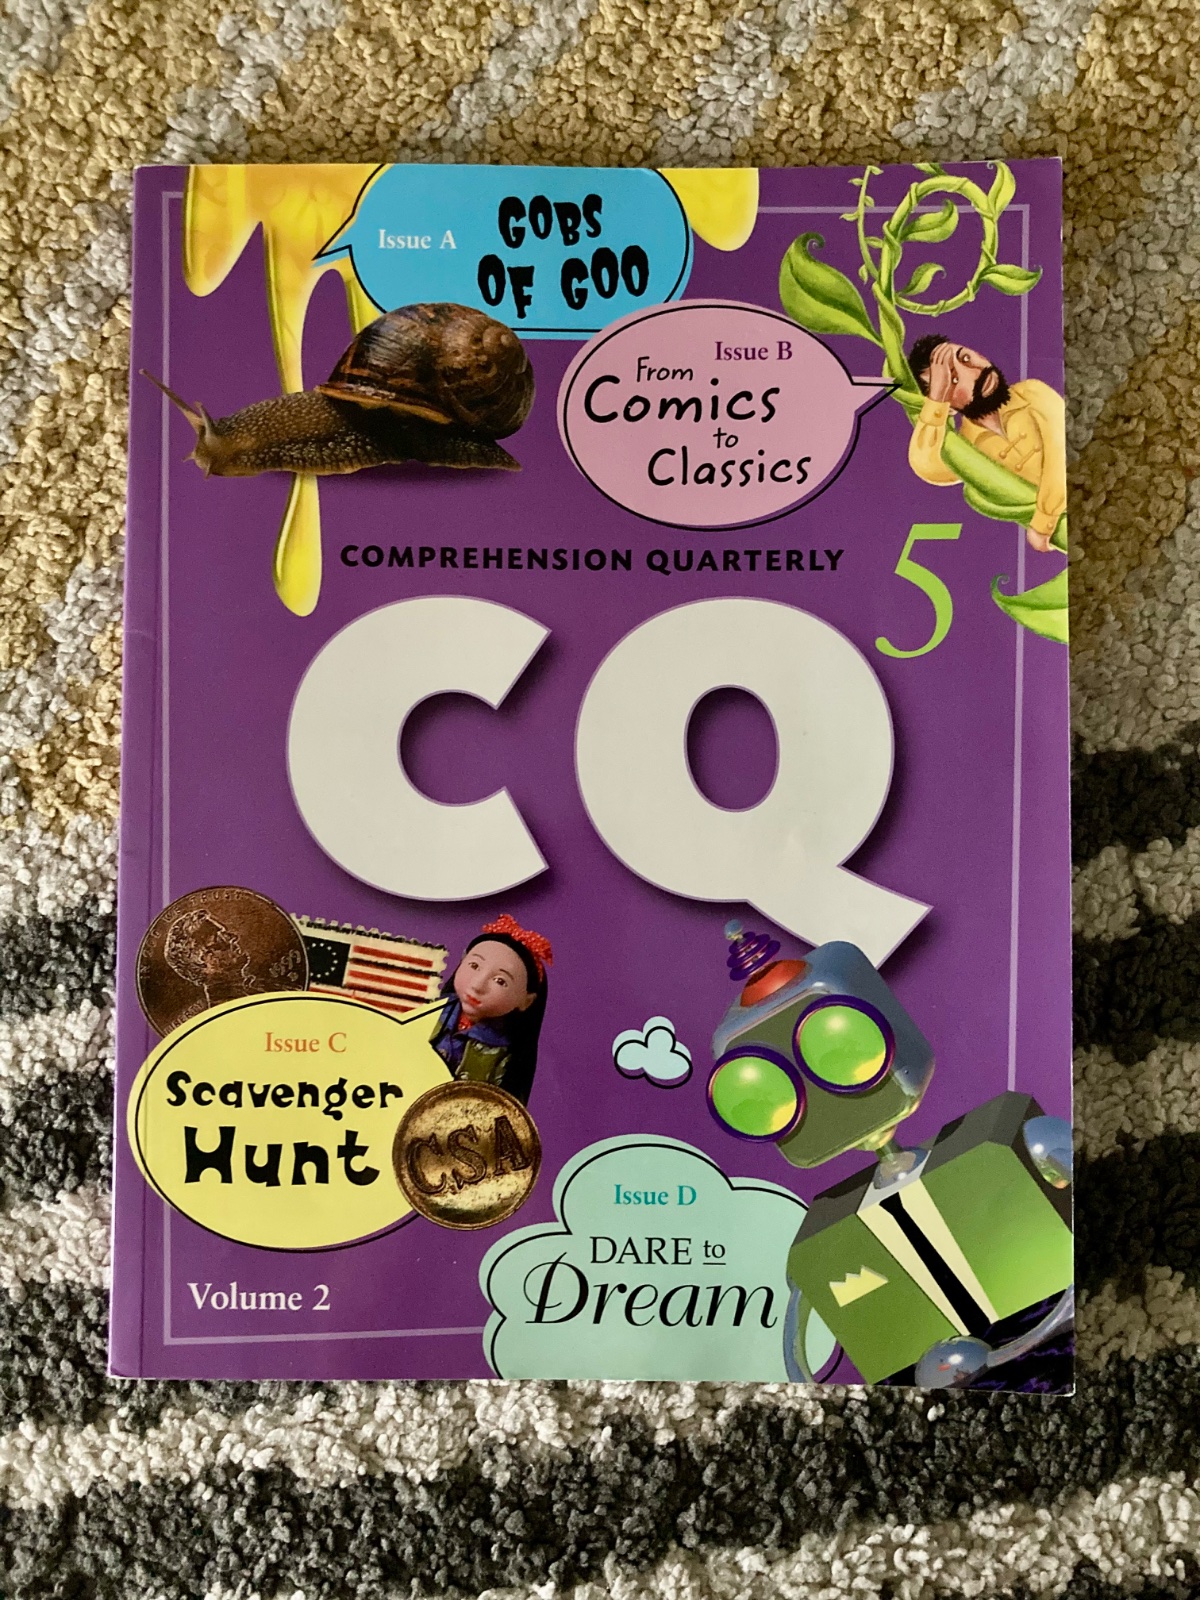 Issue A
GOBS
OF GOO
Issue B
From
Comics
to
Classics
COMPREHENSION QUARTERLY
5
CQ
Issue C
Scavenger
Hunt
CSA
Issue D
DARE to
Dream
Volume 2